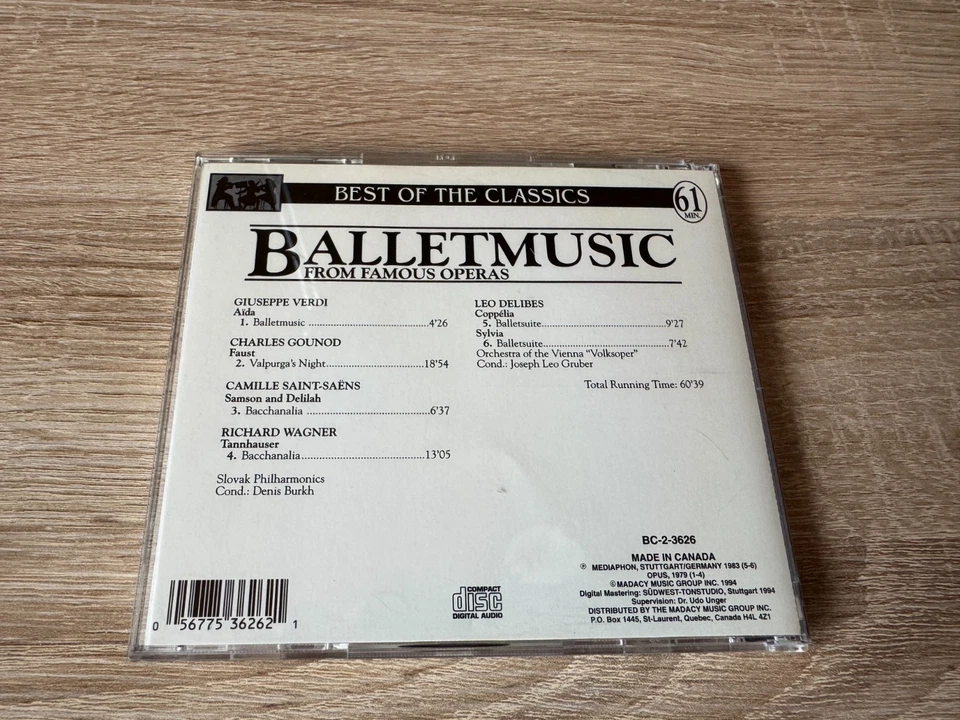 BEST OF THE CLASSICS
61 MIN.
BALLETMUSIC
FROM FAMOUS OPERAS
GIUSEPPE VERDI
Aïda
1. Balletmusic ..........................................4'26
CHARLES GOUNOD
Faust
2. Valpurga's Night..................................18'54
CAMILLE SAINT-SAËNS
Samson and Delilah
3. Bacchanalia ..........................................6'37
RICHARD WAGNER
Tannhauser
4. Bacchanalia..........................................13'05
Slovak Philharmonics
Cond.: Denis Burkh
LEO DELIBES
Coppélia
5. Balletsuite..........................................9'27
Sylvia
6. Balletsuite..........................................7'42
Orchestra of the Vienna "Volksoper"
Cond.: Joseph Leo Gruber
Total Running Time: 60'39
BC-2-3626
MADE IN CANADA
℗ MEDIAPHON, STUTTGART/GERMANY 1983 (5-6)
OPUS, 1979 (1-4)
©MADACY MUSIC GROUP INC. 1994
Digital Mastering: SÜDWEST-TONSTUDIO, Stuttgart 1994
Supervision: Dr. Udo Unger
DISTRIBUTED BY THE MADACY MUSIC GROUP INC.
P.O. Box 1445, St-Laurent, Quebec, Canada H4L 4Z1
COMPACT
disc
DIGITAL AUDIO
0 56775 36262 1